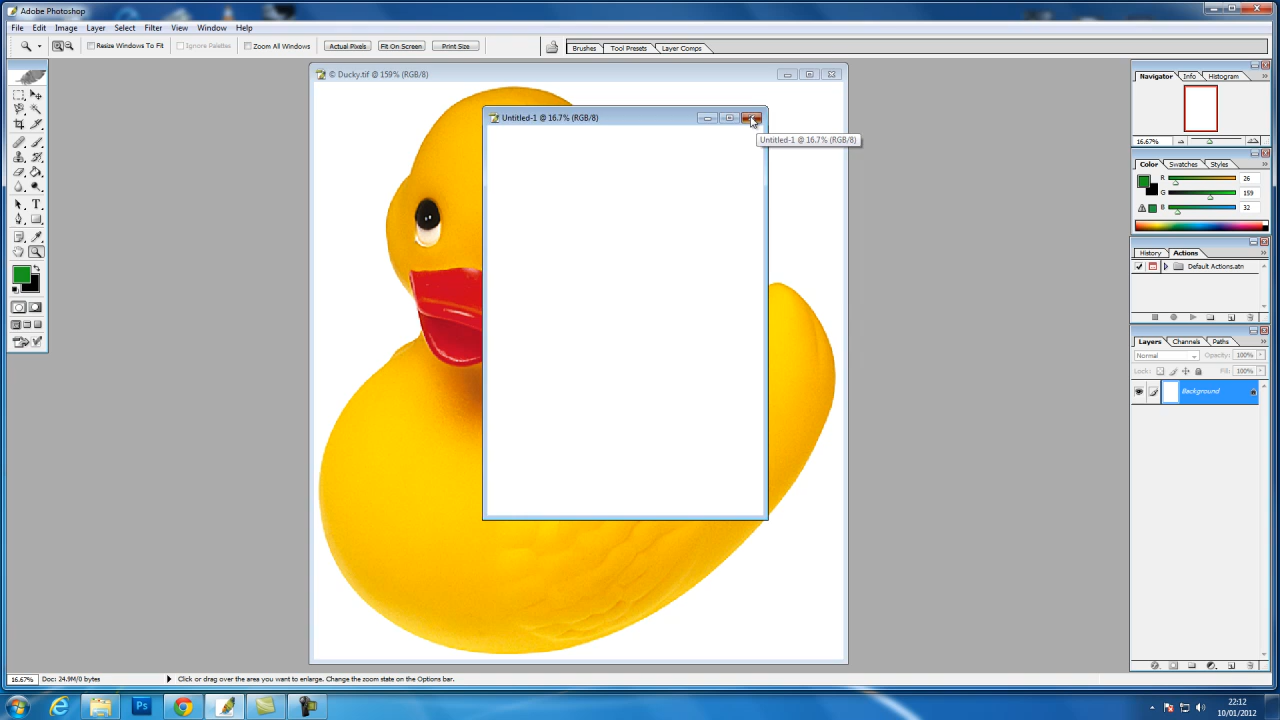 Adobe Photoshop
File Edit Image Layer Select Filter View Window Help
Resize Windows To Fit Ignore Palettes Zoom All Windows Actual Pixels Fit On Screen Print Size Brushes Tool Presets Layer Comps
© Ducky.tif @ 159% (RGB/8)
Untitled-1 @ 16.7% (RGB/8)
Untitled-1 @ 16.7% (RGB/8)
Navigator Info Histogram
16.67%
Color Swatches Styles
R 26
G 159
B 32
History Actions
Default Actions.atn
Layers Channels Paths
Normal Opacity: 100%
Lock: Fill: 100%
Background
16.67% Doc: 24.9M/0 bytes Click or drag over the area you want to enlarge. Change the zoom state on the Options bar.
Ps
22:12
10/01/2012